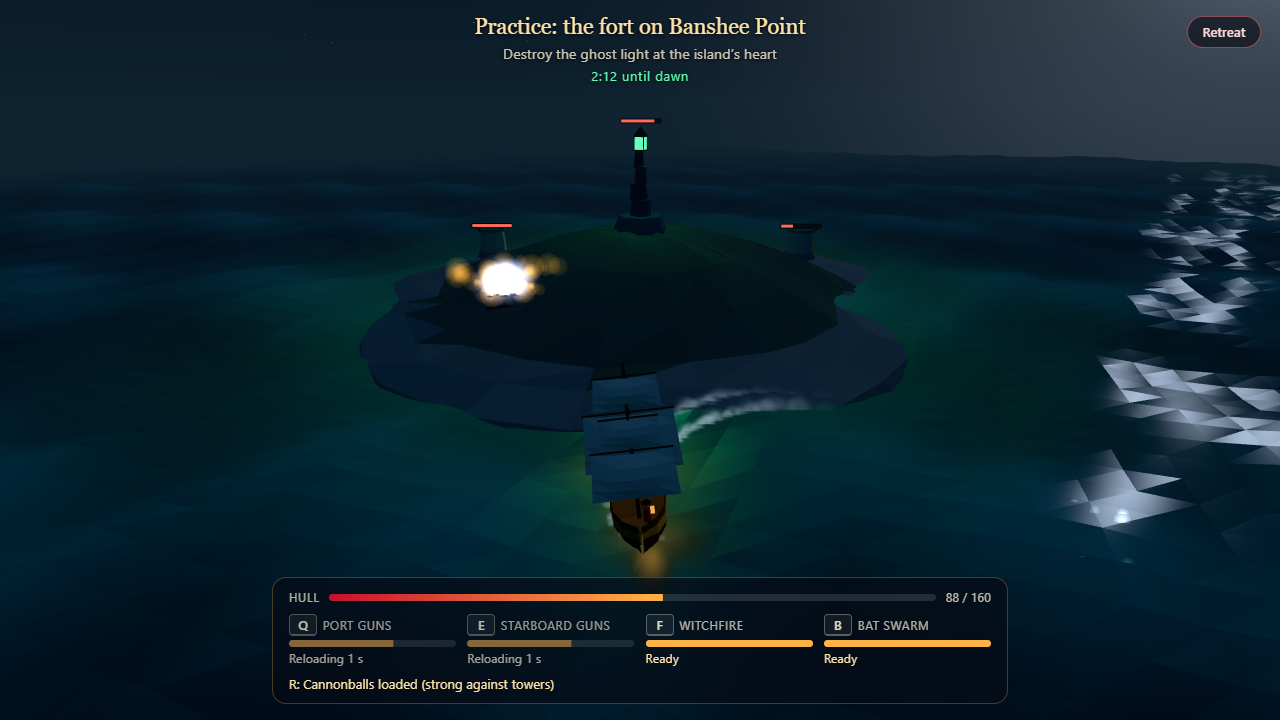 Practice: the fort on Banshee Point
Destroy the ghost light at the island's heart
2:12 until dawn
Retreat
HULL 88 / 160
Q PORT GUNS E STARBOARD GUNS F WITCHFIRE B BAT SWARM
Reloading 1 s Reloading 1 s Ready Ready
R: Cannonballs loaded (strong against towers)